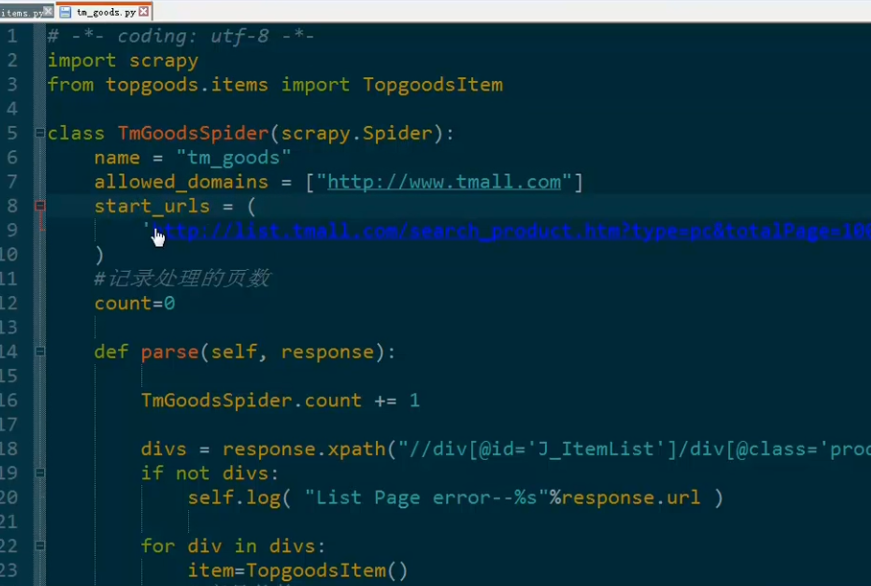 items.py tm_goods.py
1 # -*- coding: utf-8 -*-
2 import scrapy
3 from topgoods.items import TopgoodsItem
4
5 class TmGoodsSpider(scrapy.Spider):
6 name = "tm_goods"
7 allowed_domains = ["http://www.tmall.com"]
8 start_urls = (
9 'http://list.tmall.com/search_product.htm?type=pc&totalPage=10
10 )
11 #记录处理的页数
12 count=0
13
14 def parse(self, response):
15
16 TmGoodsSpider.count += 1
17
18 divs = response.xpath("//div[@id='J_ItemList']/div[@class='prod
19 if not divs:
20 self.log( "List Page error--%s"%response.url )
21
22 for div in divs:
23 item=TopgoodsItem()